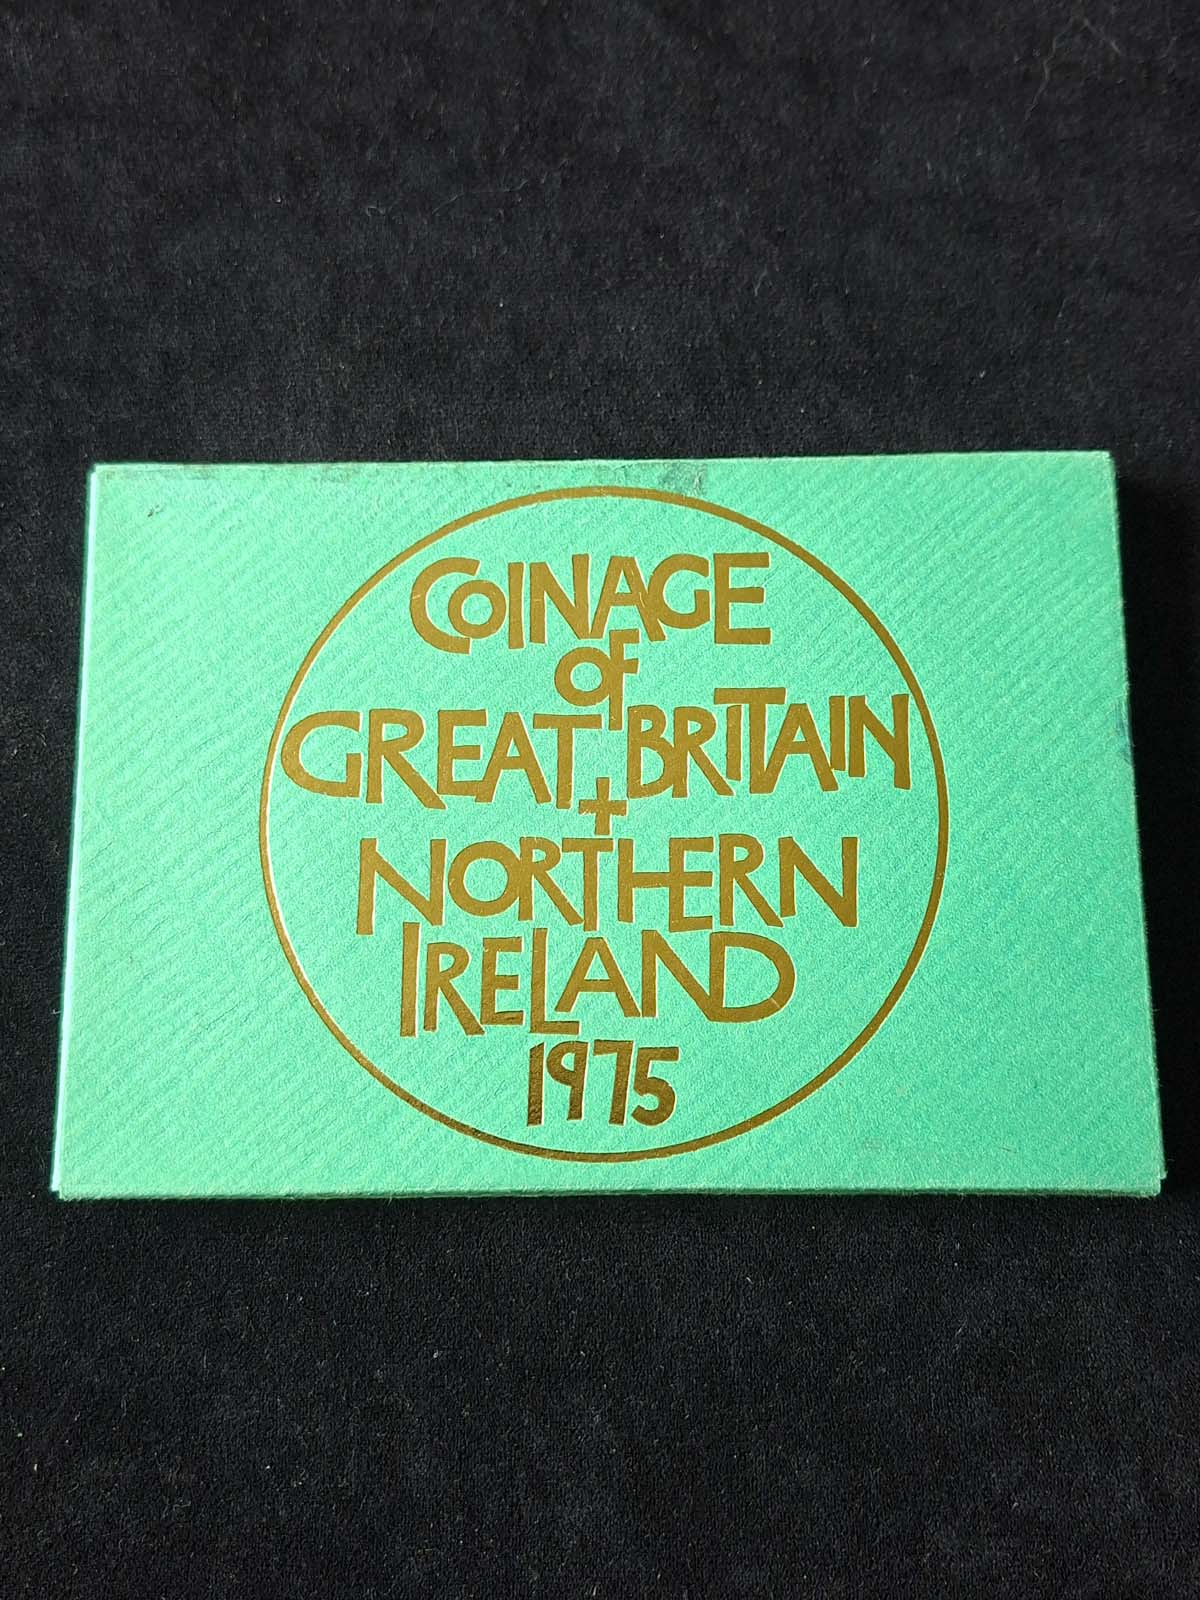 COINAGE
OF
GREAT BRITAIN
+
NORTHERN
IRELAND
1975